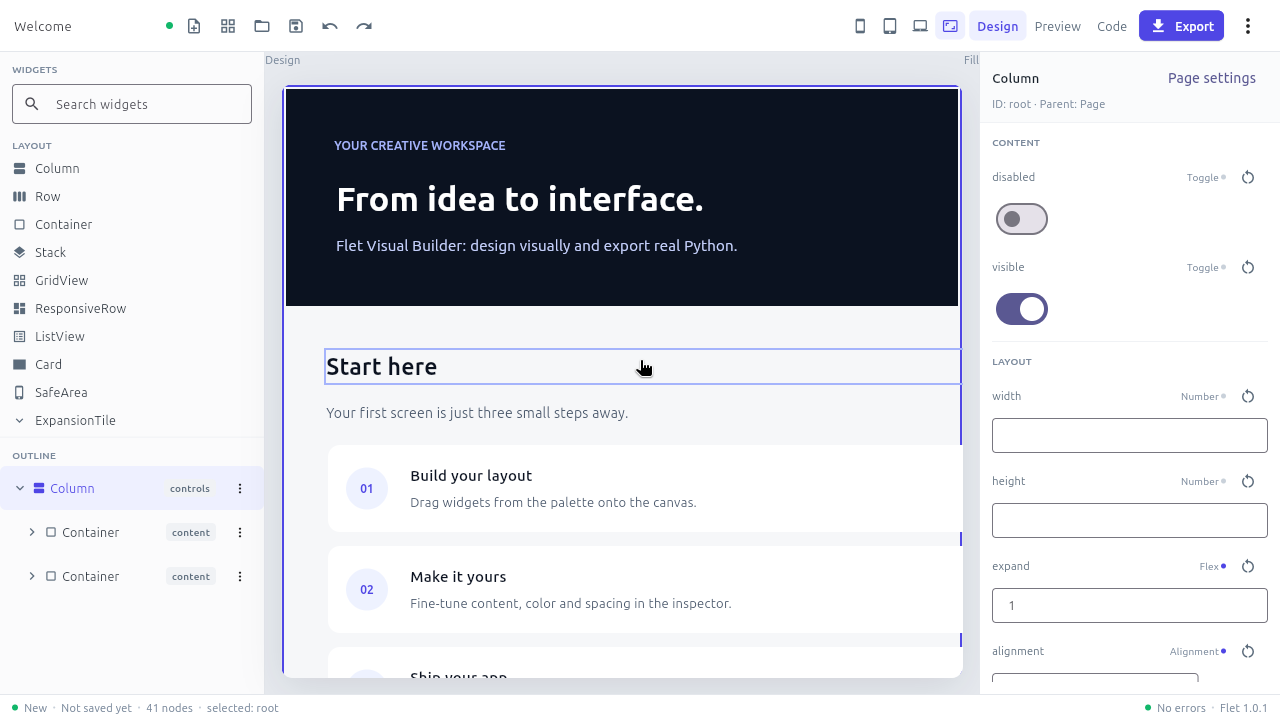 Welcome
Design
Preview
Code
Export
WIDGETS
Search widgets
LAYOUT
Column
Row
Container
Stack
GridView
ResponsiveRow
ListView
Card
SafeArea
ExpansionTile
OUTLINE
Column
controls
Container
content
Container
content
Design
Fill
YOUR CREATIVE WORKSPACE
From idea to interface.
Flet Visual Builder: design visually and export real Python.
Start here
Your first screen is just three small steps away.
01
Build your layout
Drag widgets from the palette onto the canvas.
02
Make it yours
Fine-tune content, color and spacing in the inspector.
Ship your app
Column
Page settings
ID: root · Parent: Page
CONTENT
disabled
Toggle
visible
Toggle
LAYOUT
width
Number
height
Number
expand
Flex
1
alignment
Alignment
New · Not saved yet · 41 nodes · selected: root
No errors · Flet 1.0.1